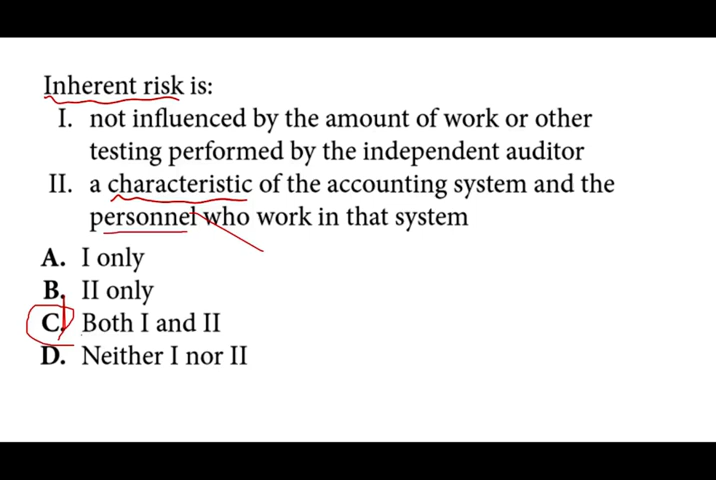 Inherent risk is:
I. not influenced by the amount of work or other
testing performed by the independent auditor
II. a characteristic of the accounting system and the
personnel who work in that system
A. I only
B. II only
C. Both I and II
D. Neither I nor II